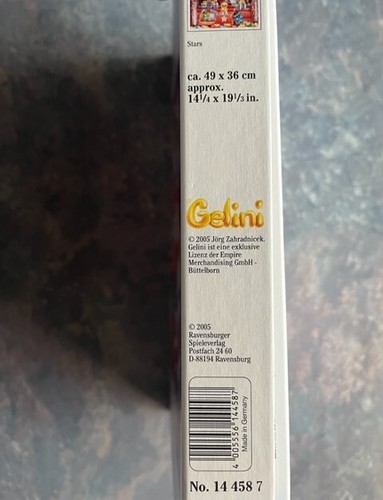 Stars
ca. 49 x 36 cm
approx.
14¹/₄ x 19¹/₃ in.
Gelini
© 2005 Jörg Zahradnicek.
Gelini ist eine exklusive
Lizenz der Empire
Merchandising GmbH -
Büttelborn
© 2005
Ravensburger
Spieleverlag
Postfach 24 60
D-88194 Ravensburg
4 005556 144587
Made in Germany
No. 14 458 7